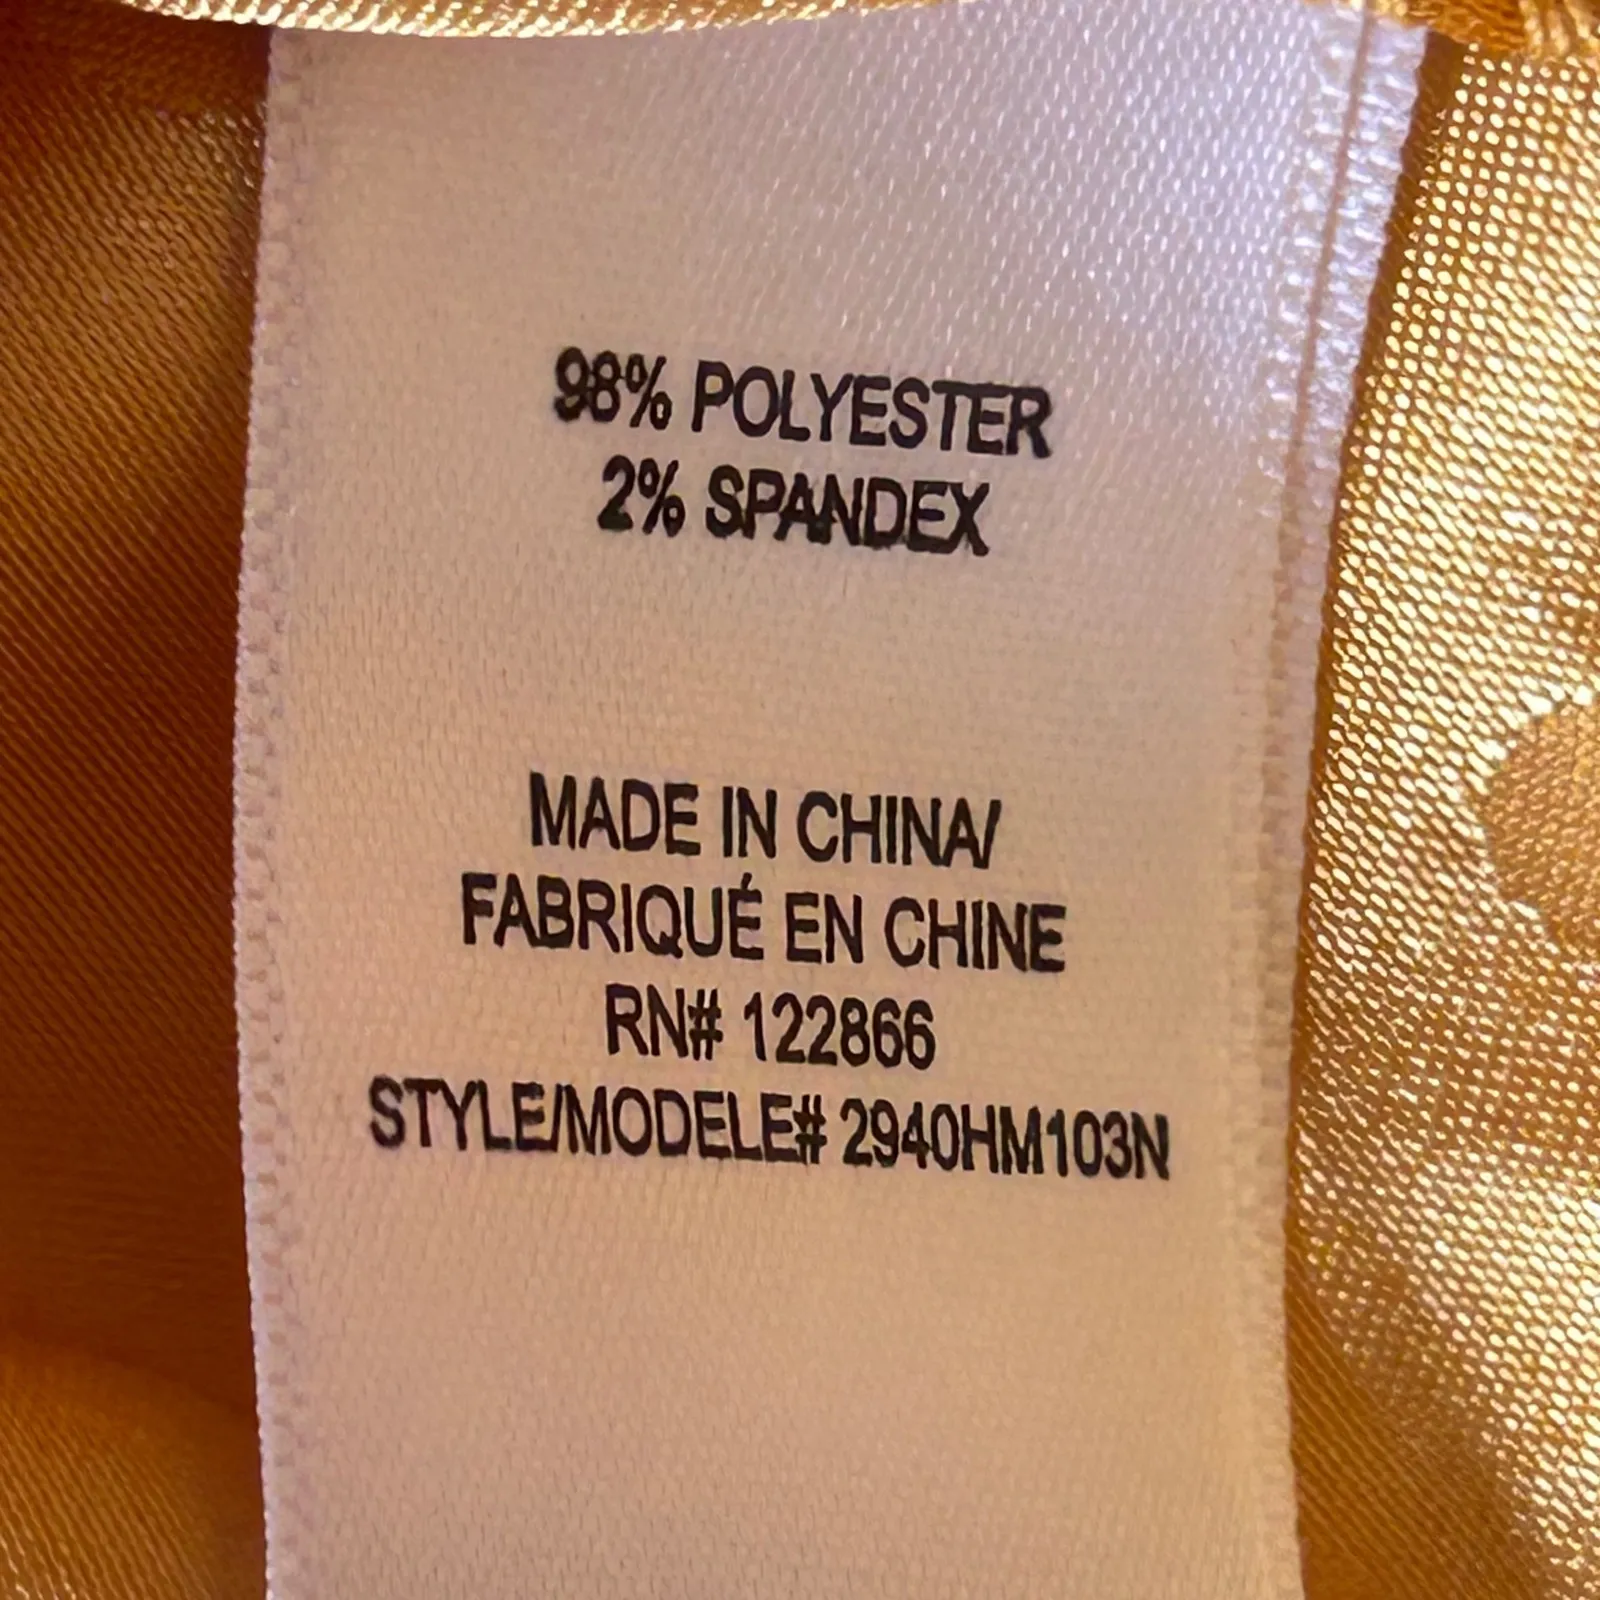 98% POLYESTER
2% SPANDEX
MADE IN CHINA/
FABRIQUÉ EN CHINE
RN# 122866
STYLE/MODELE# 2940HM103N